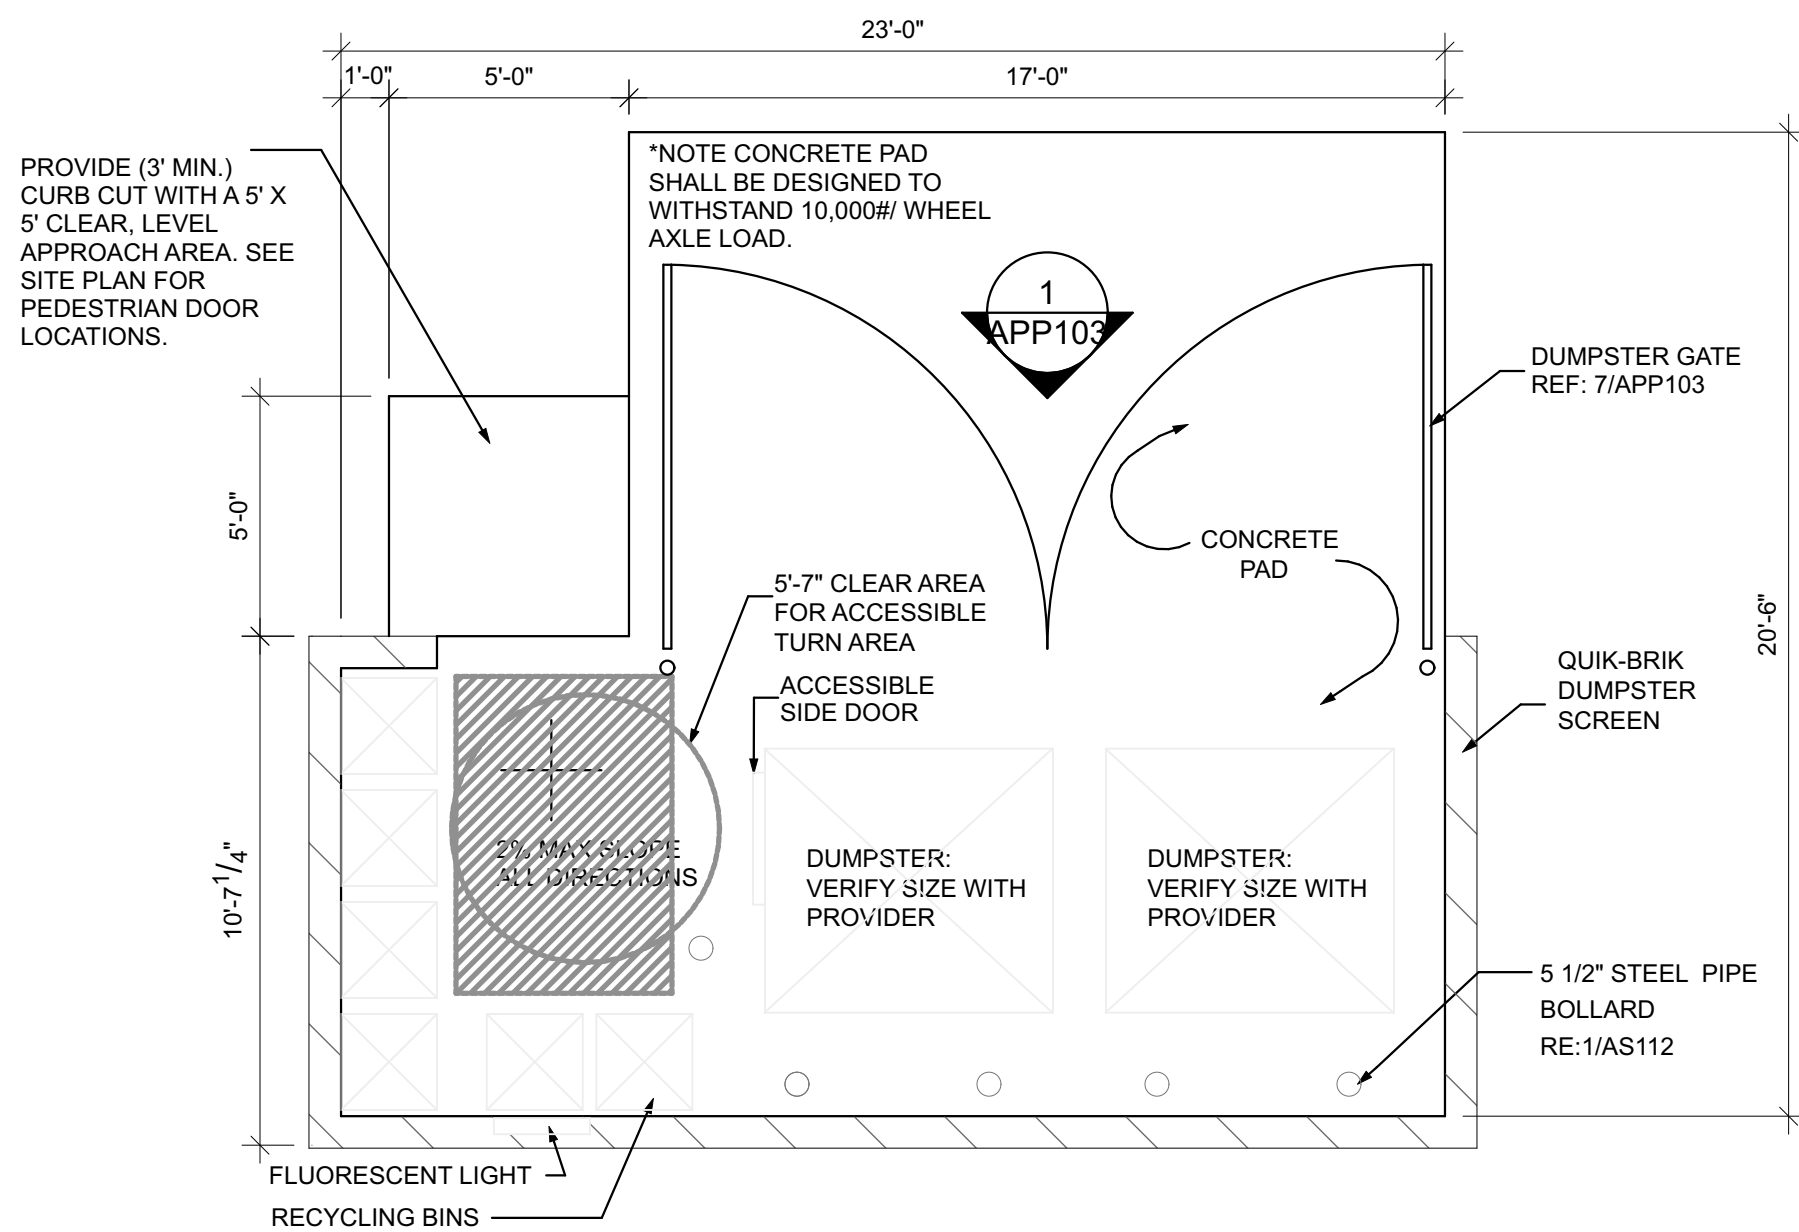 23'-0"
1'-0"
5'-0"
17'-0"
PROVIDE (3' MIN.)
CURB CUT WITH A 5' X
5' CLEAR, LEVEL
APPROACH AREA. SEE
SITE PLAN FOR
PEDESTRIAN DOOR
LOCATIONS.
*NOTE CONCRETE PAD
SHALL BE DESIGNED TO
WITHSTAND 10,000#/ WHEEL
AXLE LOAD.
1
APP103
DUMPSTER GATE
REF: 7/APP103
5'-0"
CONCRETE
PAD
5'-7" CLEAR AREA
FOR ACCESSIBLE
TURN AREA
20'-6"
ACCESSIBLE
SIDE DOOR
QUIK-BRIK
DUMPSTER
SCREEN
10'-7 1/4"
2% MAX SLOPE
ALL DIRECTIONS
DUMPSTER:
VERIFY SIZE WITH
PROVIDER
DUMPSTER:
VERIFY SIZE WITH
PROVIDER
5 1/2" STEEL PIPE
BOLLARD
RE:1/AS112
FLUORESCENT LIGHT
RECYCLING BINS